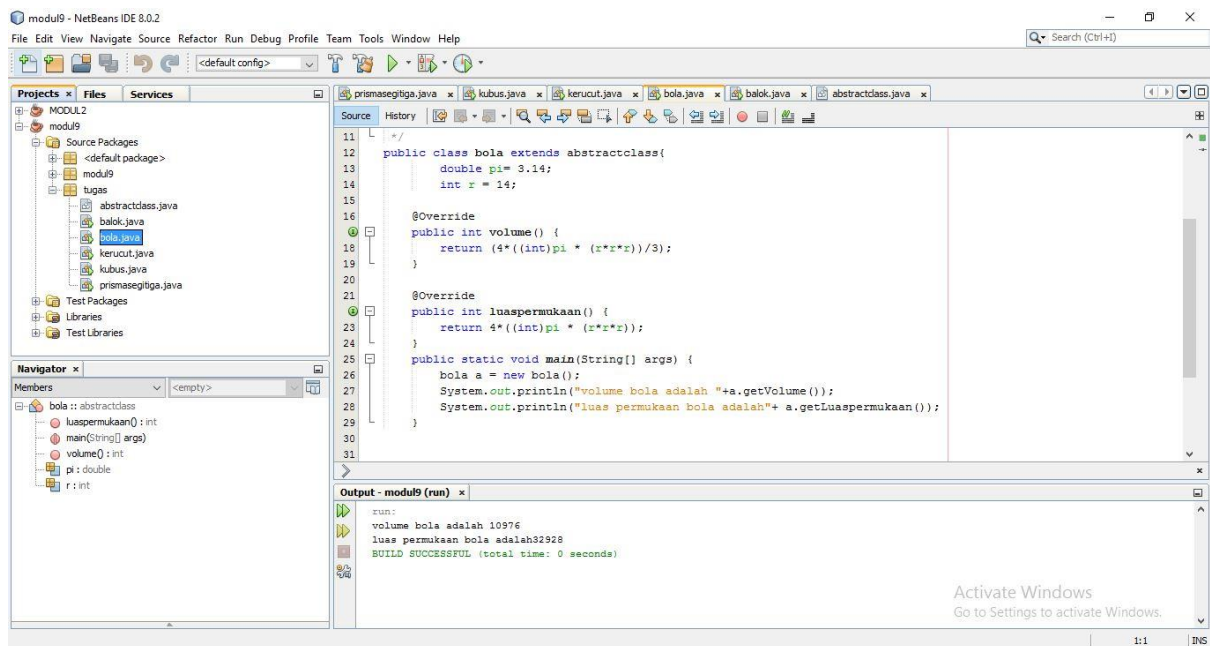 modul9 - NetBeans IDE 8.0.2
File Edit View Navigate Source Refactor Run Debug Profile Team Tools Window Help
Search (Ctrl+I)
<default config>
Projects x Files Services
MODUL2
modul9
Source Packages
<default package>
modul9
tugas
abstractclass.java
balok.java
bola.java
kerucut.java
kubus.java
prismasegitiga.java
Test Packages
Libraries
Test Libraries
Navigator x
Members
<empty>
bola :: abstractclass
luaspermukaan() : int
main(String[] args)
volume() : int
pi : double
r : int
prismasegitiga.java x kubus.java x kerucut.java x bola.java x balok.java x abstractclass.java x
Source History
11 */
12 public class bola extends abstractclass{
13 double pi= 3.14;
14 int r = 14;
15
16 @Override
public int volume() {
18 return (4*((int)pi * (r*r*r))/3);
19 }
20
21 @Override
public int luaspermukaan() {
23 return 4*((int)pi * (r*r*r));
24 }
25 public static void main(String[] args) {
26 bola a = new bola();
27 System.out.println("volume bola adalah "+a.getVolume());
28 System.out.println("luas permukaan bola adalah"+ a.getLuaspermukaan());
29 }
30
31
Output - modul9 (run) x
run:
volume bola adalah 10976
luas permukaan bola adalah32928
BUILD SUCCESSFUL (total time: 0 seconds)
Activate Windows
Go to Settings to activate Windows.
1:1 INS